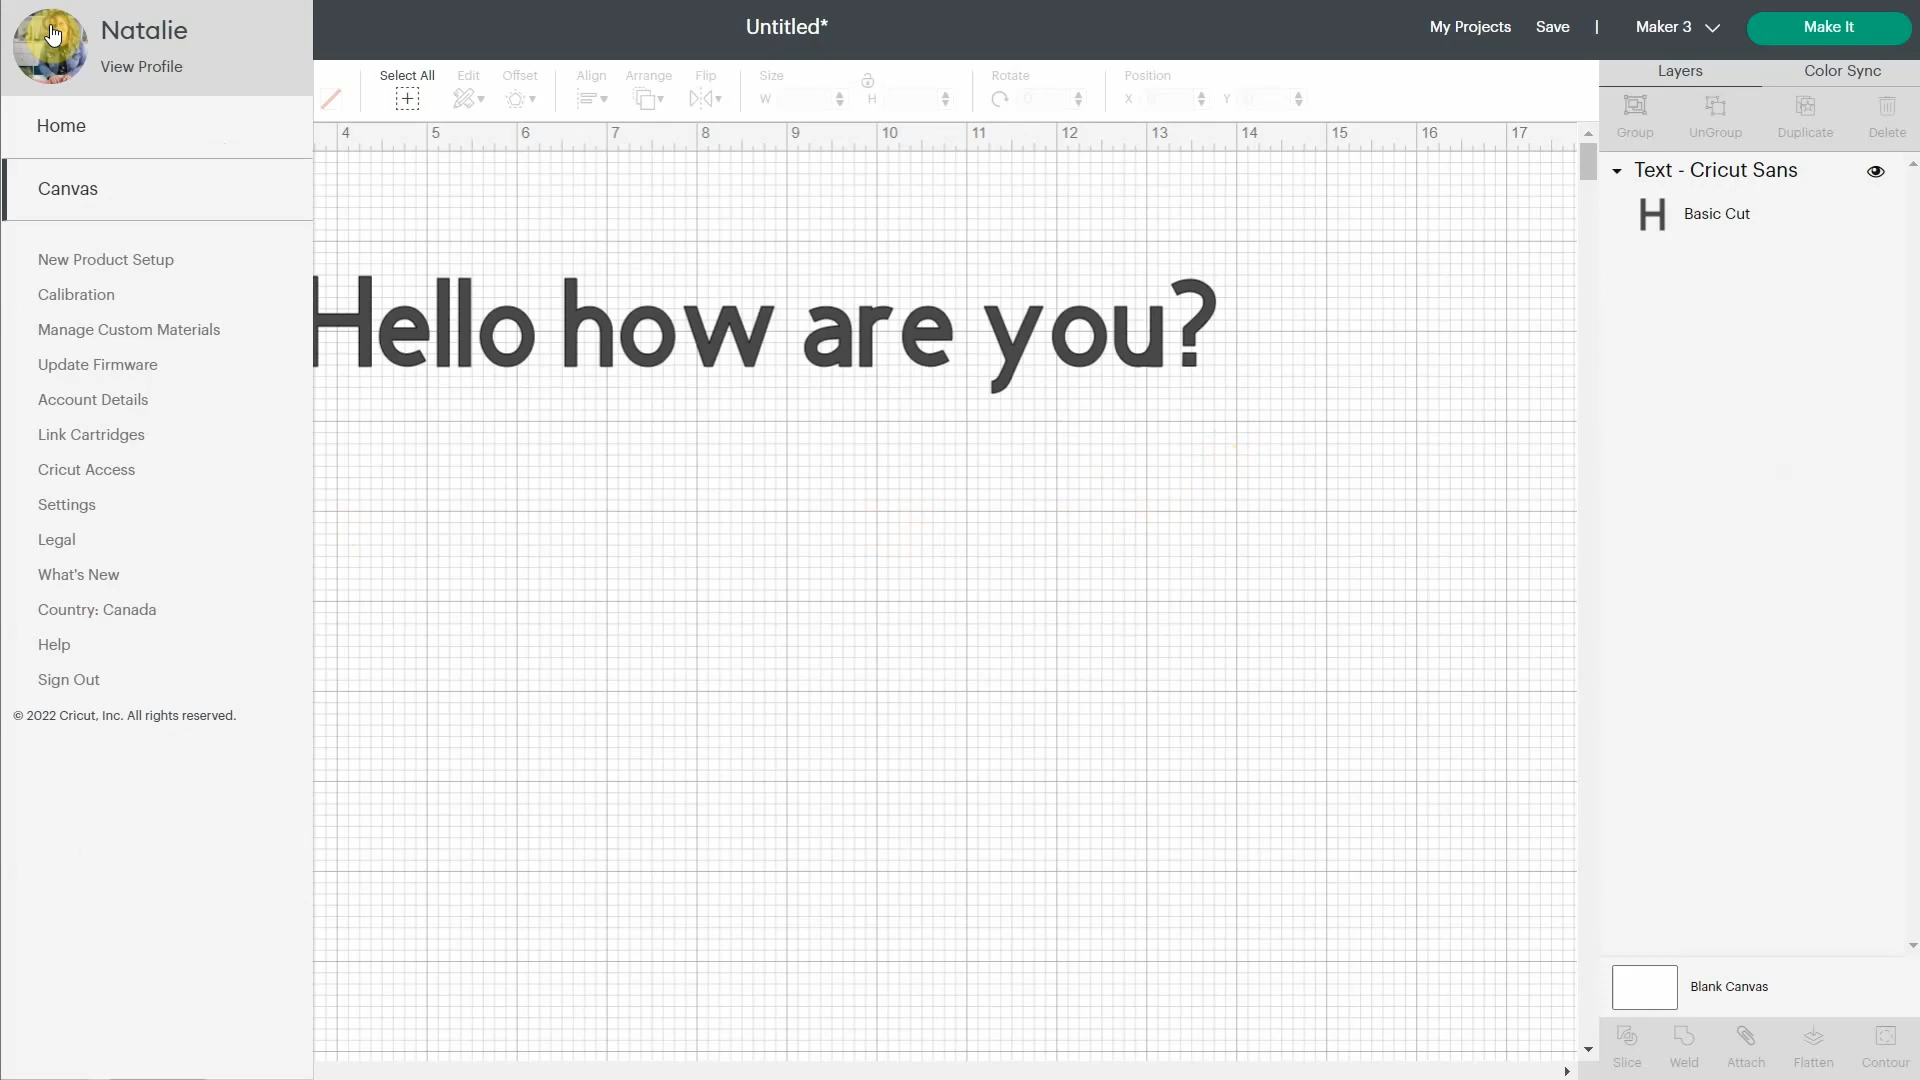 Natalie
View Profile
Home
Canvas
New Product Setup
Calibration
Manage Custom Materials
Update Firmware
Account Details
Link Cartridges
Cricut Access
Settings
Legal
What's New
Country: Canada
Help
Sign Out
© 2022 Cricut, Inc. All rights reserved.
Untitled*
My Projects Save | Maker 3 Make It
Select All Edit Offset Align Arrange Flip Size Rotate Position
W H 0 X 0 Y 0
4 5 6 7 8 9 10 11 12 13 14 15 16 17
Hello how are you?
Layers Color Sync
Group UnGroup Duplicate Delete
Text - Cricut Sans
H Basic Cut
Blank Canvas
Slice Weld Attach Flatten Contour